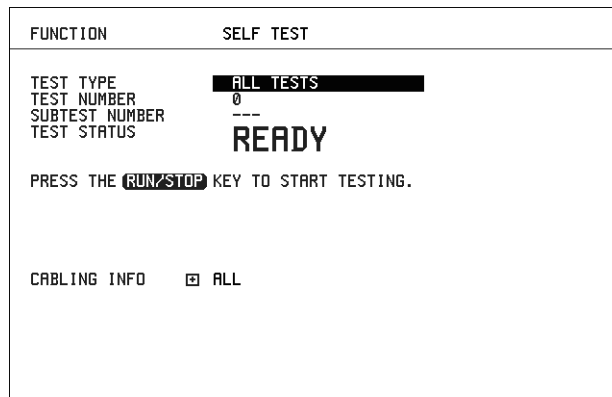 FUNCTION SELF TEST
TEST TYPE ALL TESTS
TEST NUMBER 0
SUBTEST NUMBER ---
TEST STATUS READY
PRESS THE RUN/STOP KEY TO START TESTING.
CABLING INFO + ALL